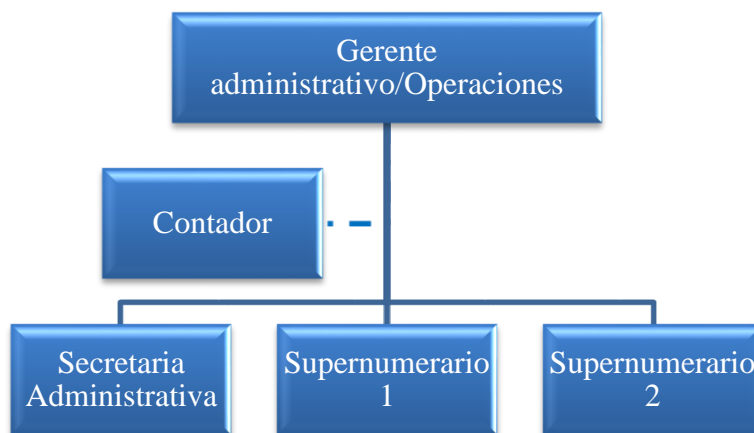 Gerente
administrativo/Operaciones
Contador
Secretaria
Administrativa
Supernumerario
1
Supernumerario
2